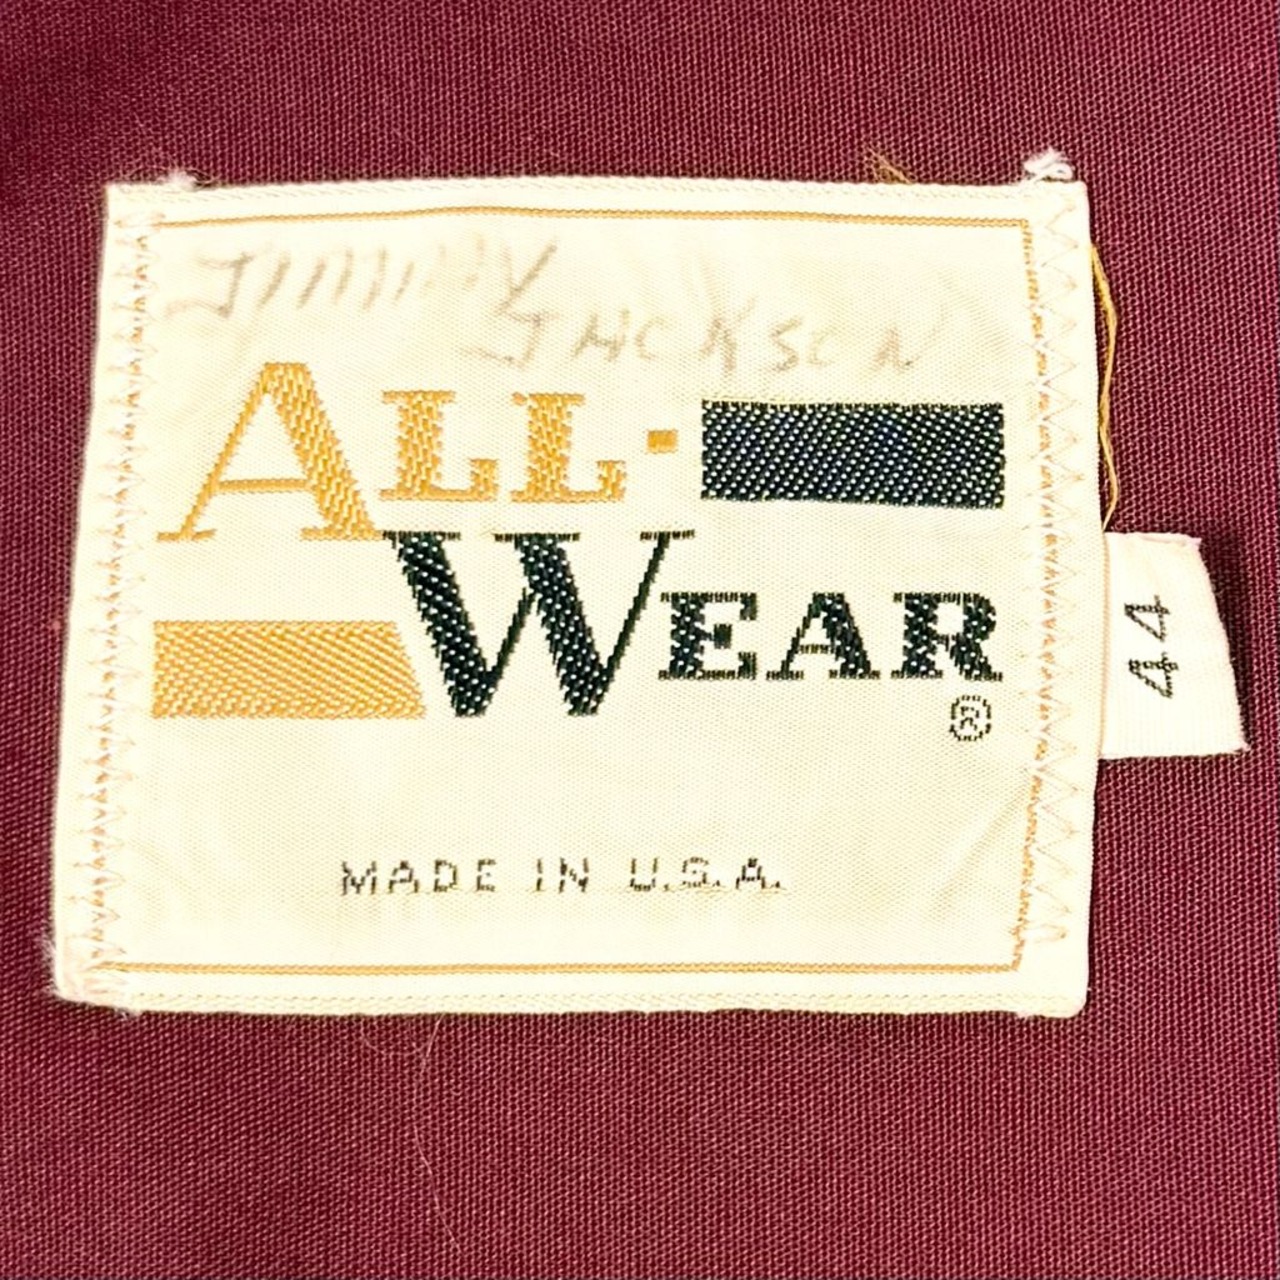 JIMMY
JACKSON
ALL-
WEAR
®
44
MADE IN U.S.A.